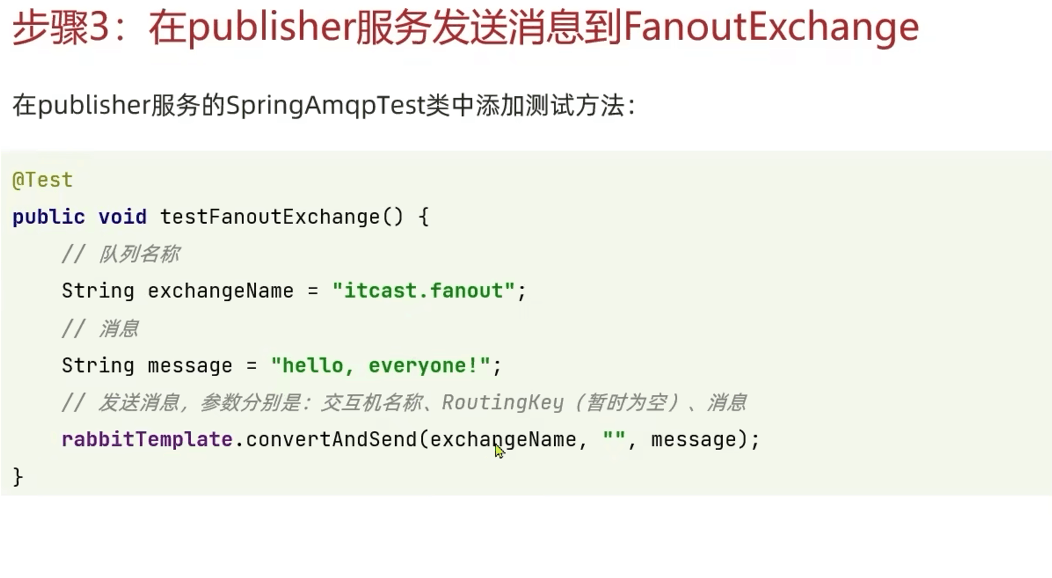 步骤3：在publisher服务发送消息到FanoutExchange
在publisher服务的SpringAmqpTest类中添加测试方法：
@Test
public void testFanoutExchange() {
    // 队列名称
    String exchangeName = "itcast.fanout";
    // 消息
    String message = "hello, everyone!";
    // 发送消息，参数分别是：交互机名称、RoutingKey（暂时为空）、消息
    rabbitTemplate.convertAndSend(exchangeName, "", message);
}